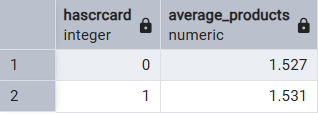 hascrcard average_products
integer numeric
1 0 1.527
2 1 1.531